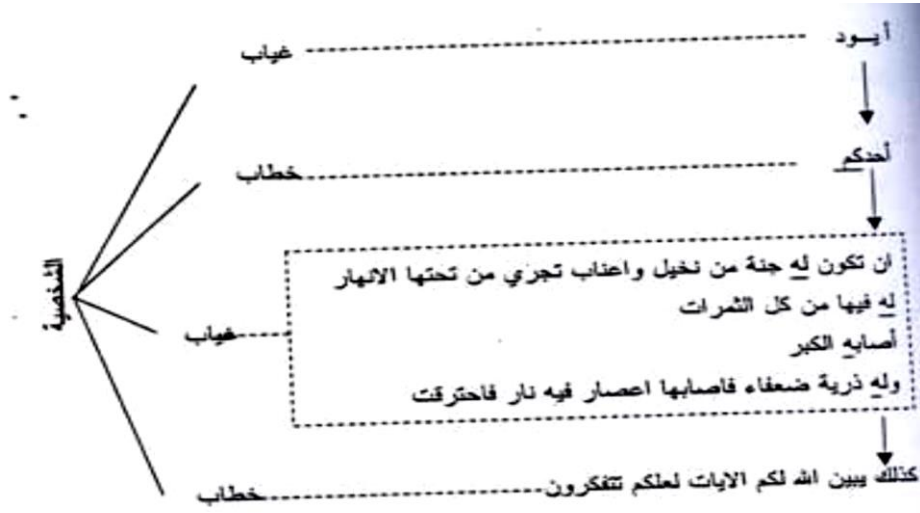 أيـود ---------- غياب
أحدكم ---------- خطاب
ان تكون له جنة من نخيل واعناب تجري من تحتها الانهار
له فيها من كل الثمرات
أصابه الكبر
وله ذرية ضعفاء فاصابها اعصار فيه نار فاحترقت
غياب
كذلك يبين الله لكم الايات لعلكم تتفكرون ---------- خطاب
الشخصية